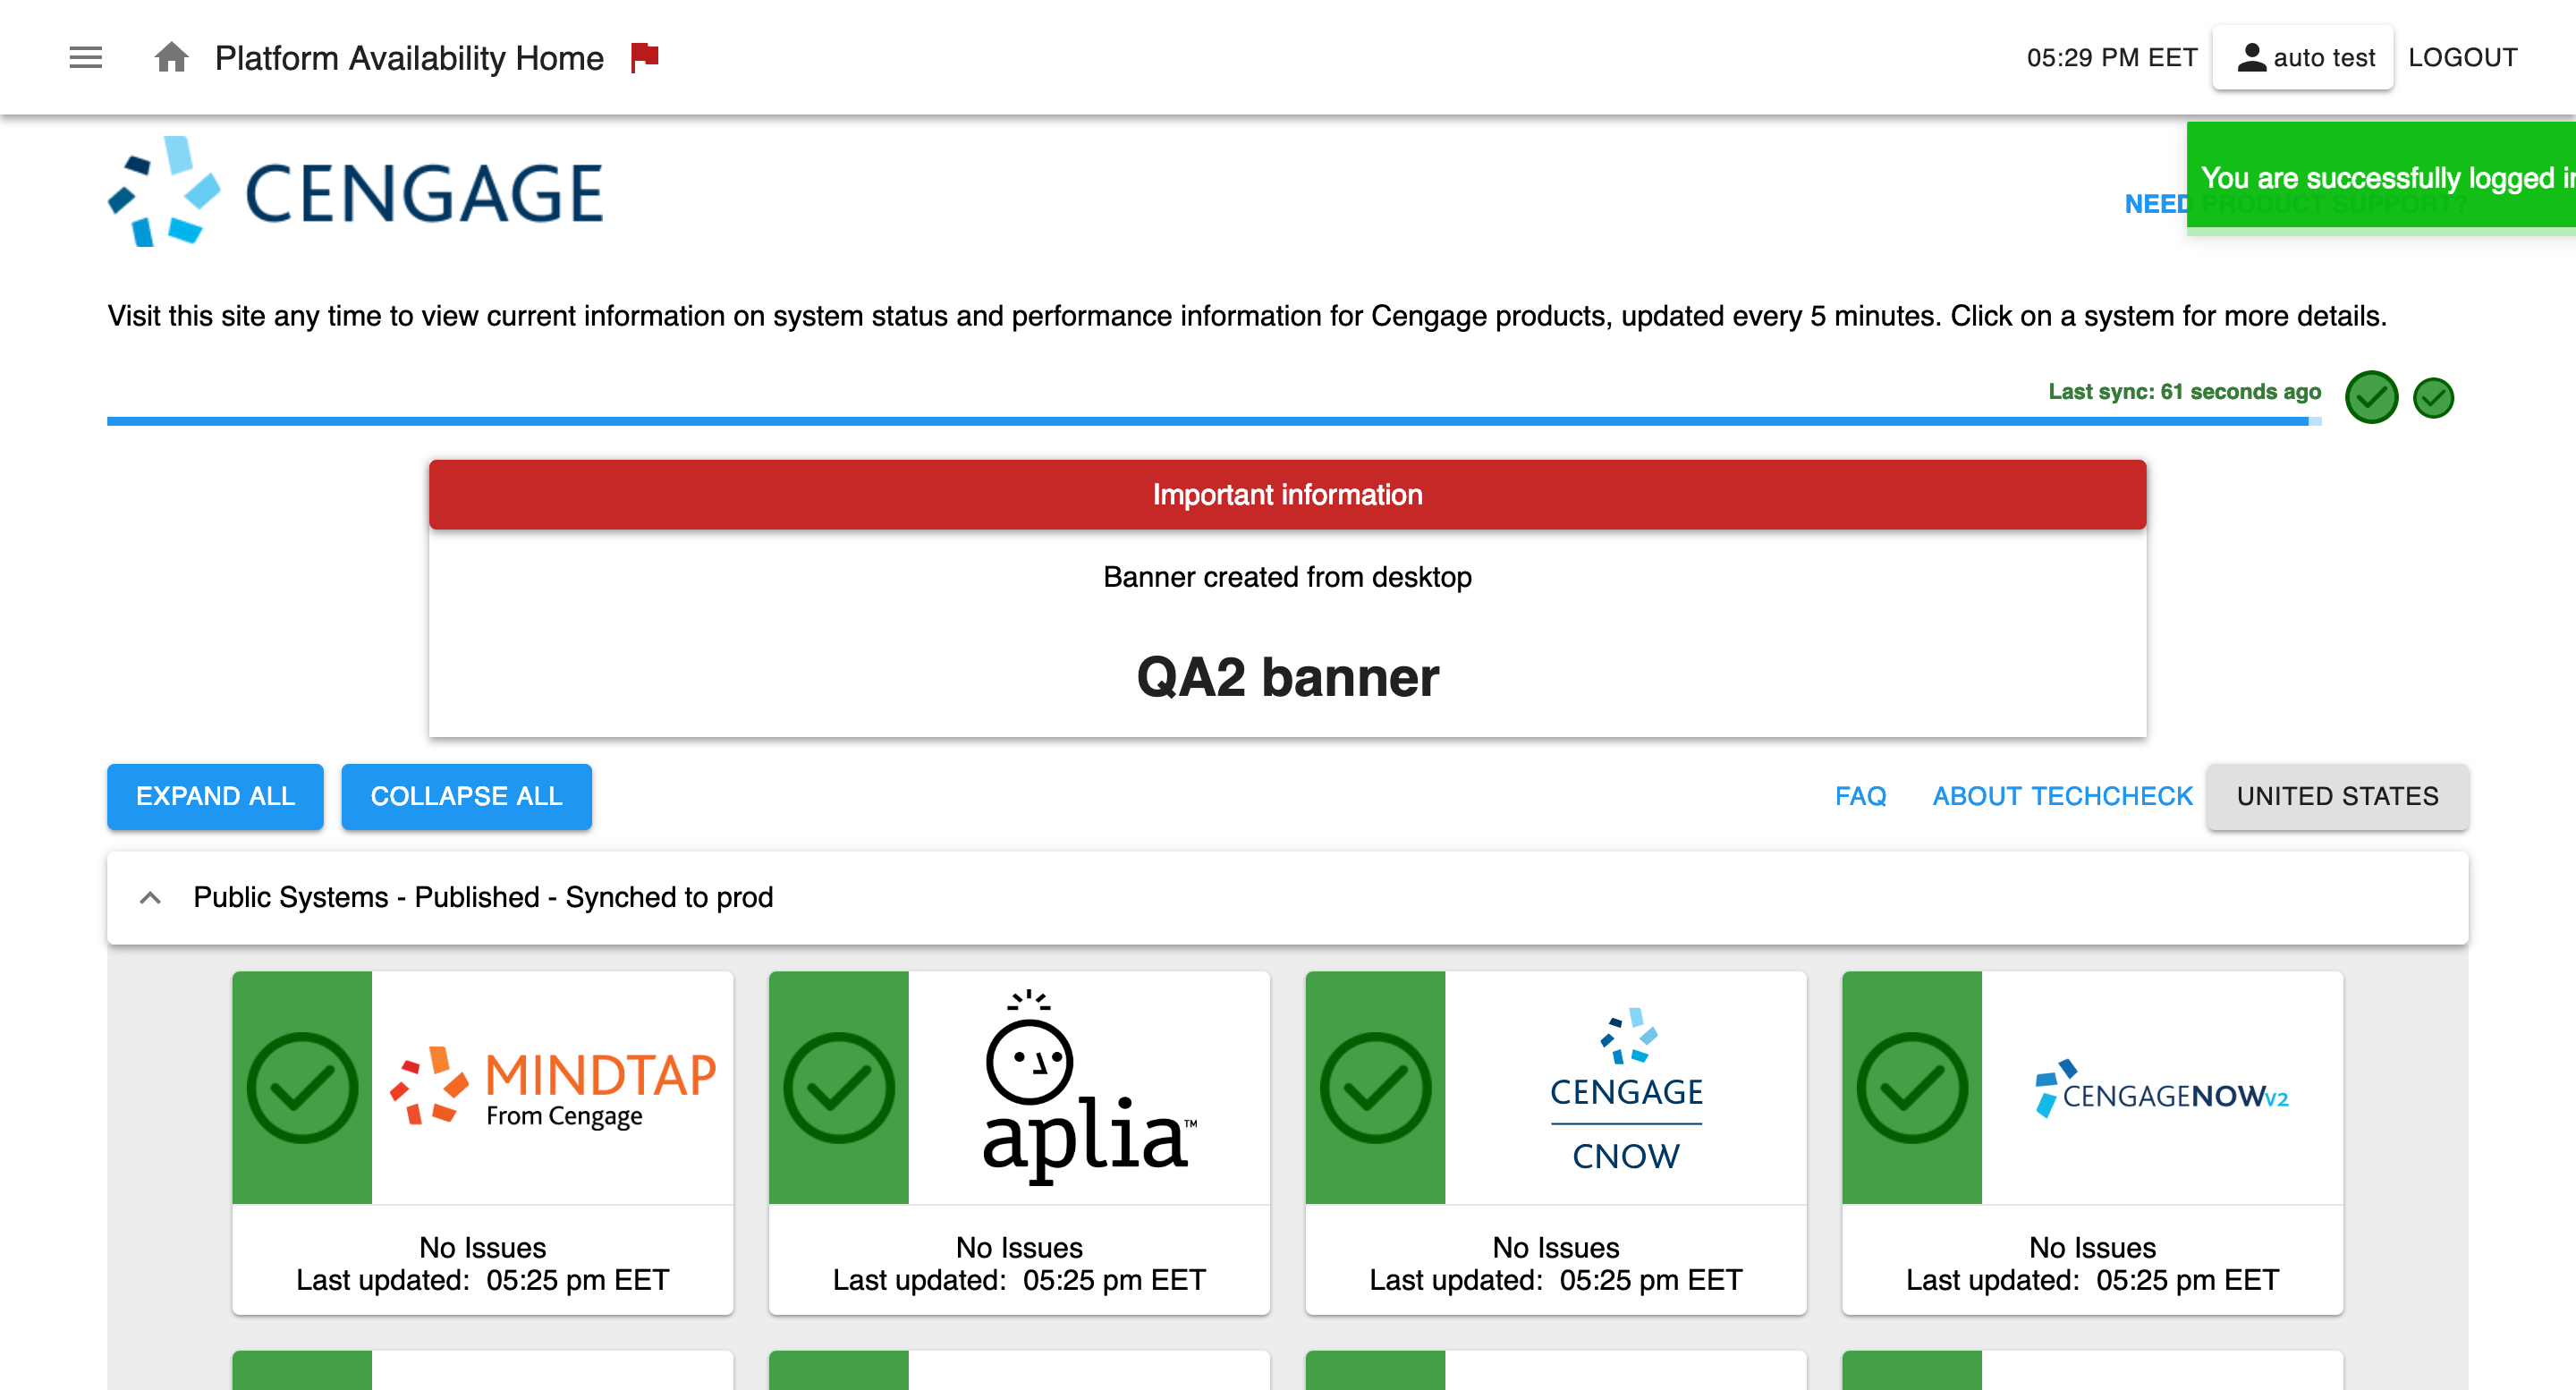 Platform Availability Home
05:29 PM EET
auto test
LOGOUT
CENGAGE
You are successfully logged in
NEED PRODUCT SUPPORT?
Visit this site any time to view current information on system status and performance information for Cengage products, updated every 5 minutes. Click on a system for more details.
Last sync: 61 seconds ago
Important information
Banner created from desktop
QA2 banner
EXPAND ALL
COLLAPSE ALL
FAQ
ABOUT TECHCHECK
UNITED STATES
Public Systems - Published - Synched to prod
MINDTAP
From Cengage
aplia™
CENGAGE
CNOW
CENGAGENOWv2
No Issues
Last updated: 05:25 pm EET
No Issues
Last updated: 05:25 pm EET
No Issues
Last updated: 05:25 pm EET
No Issues
Last updated: 05:25 pm EET